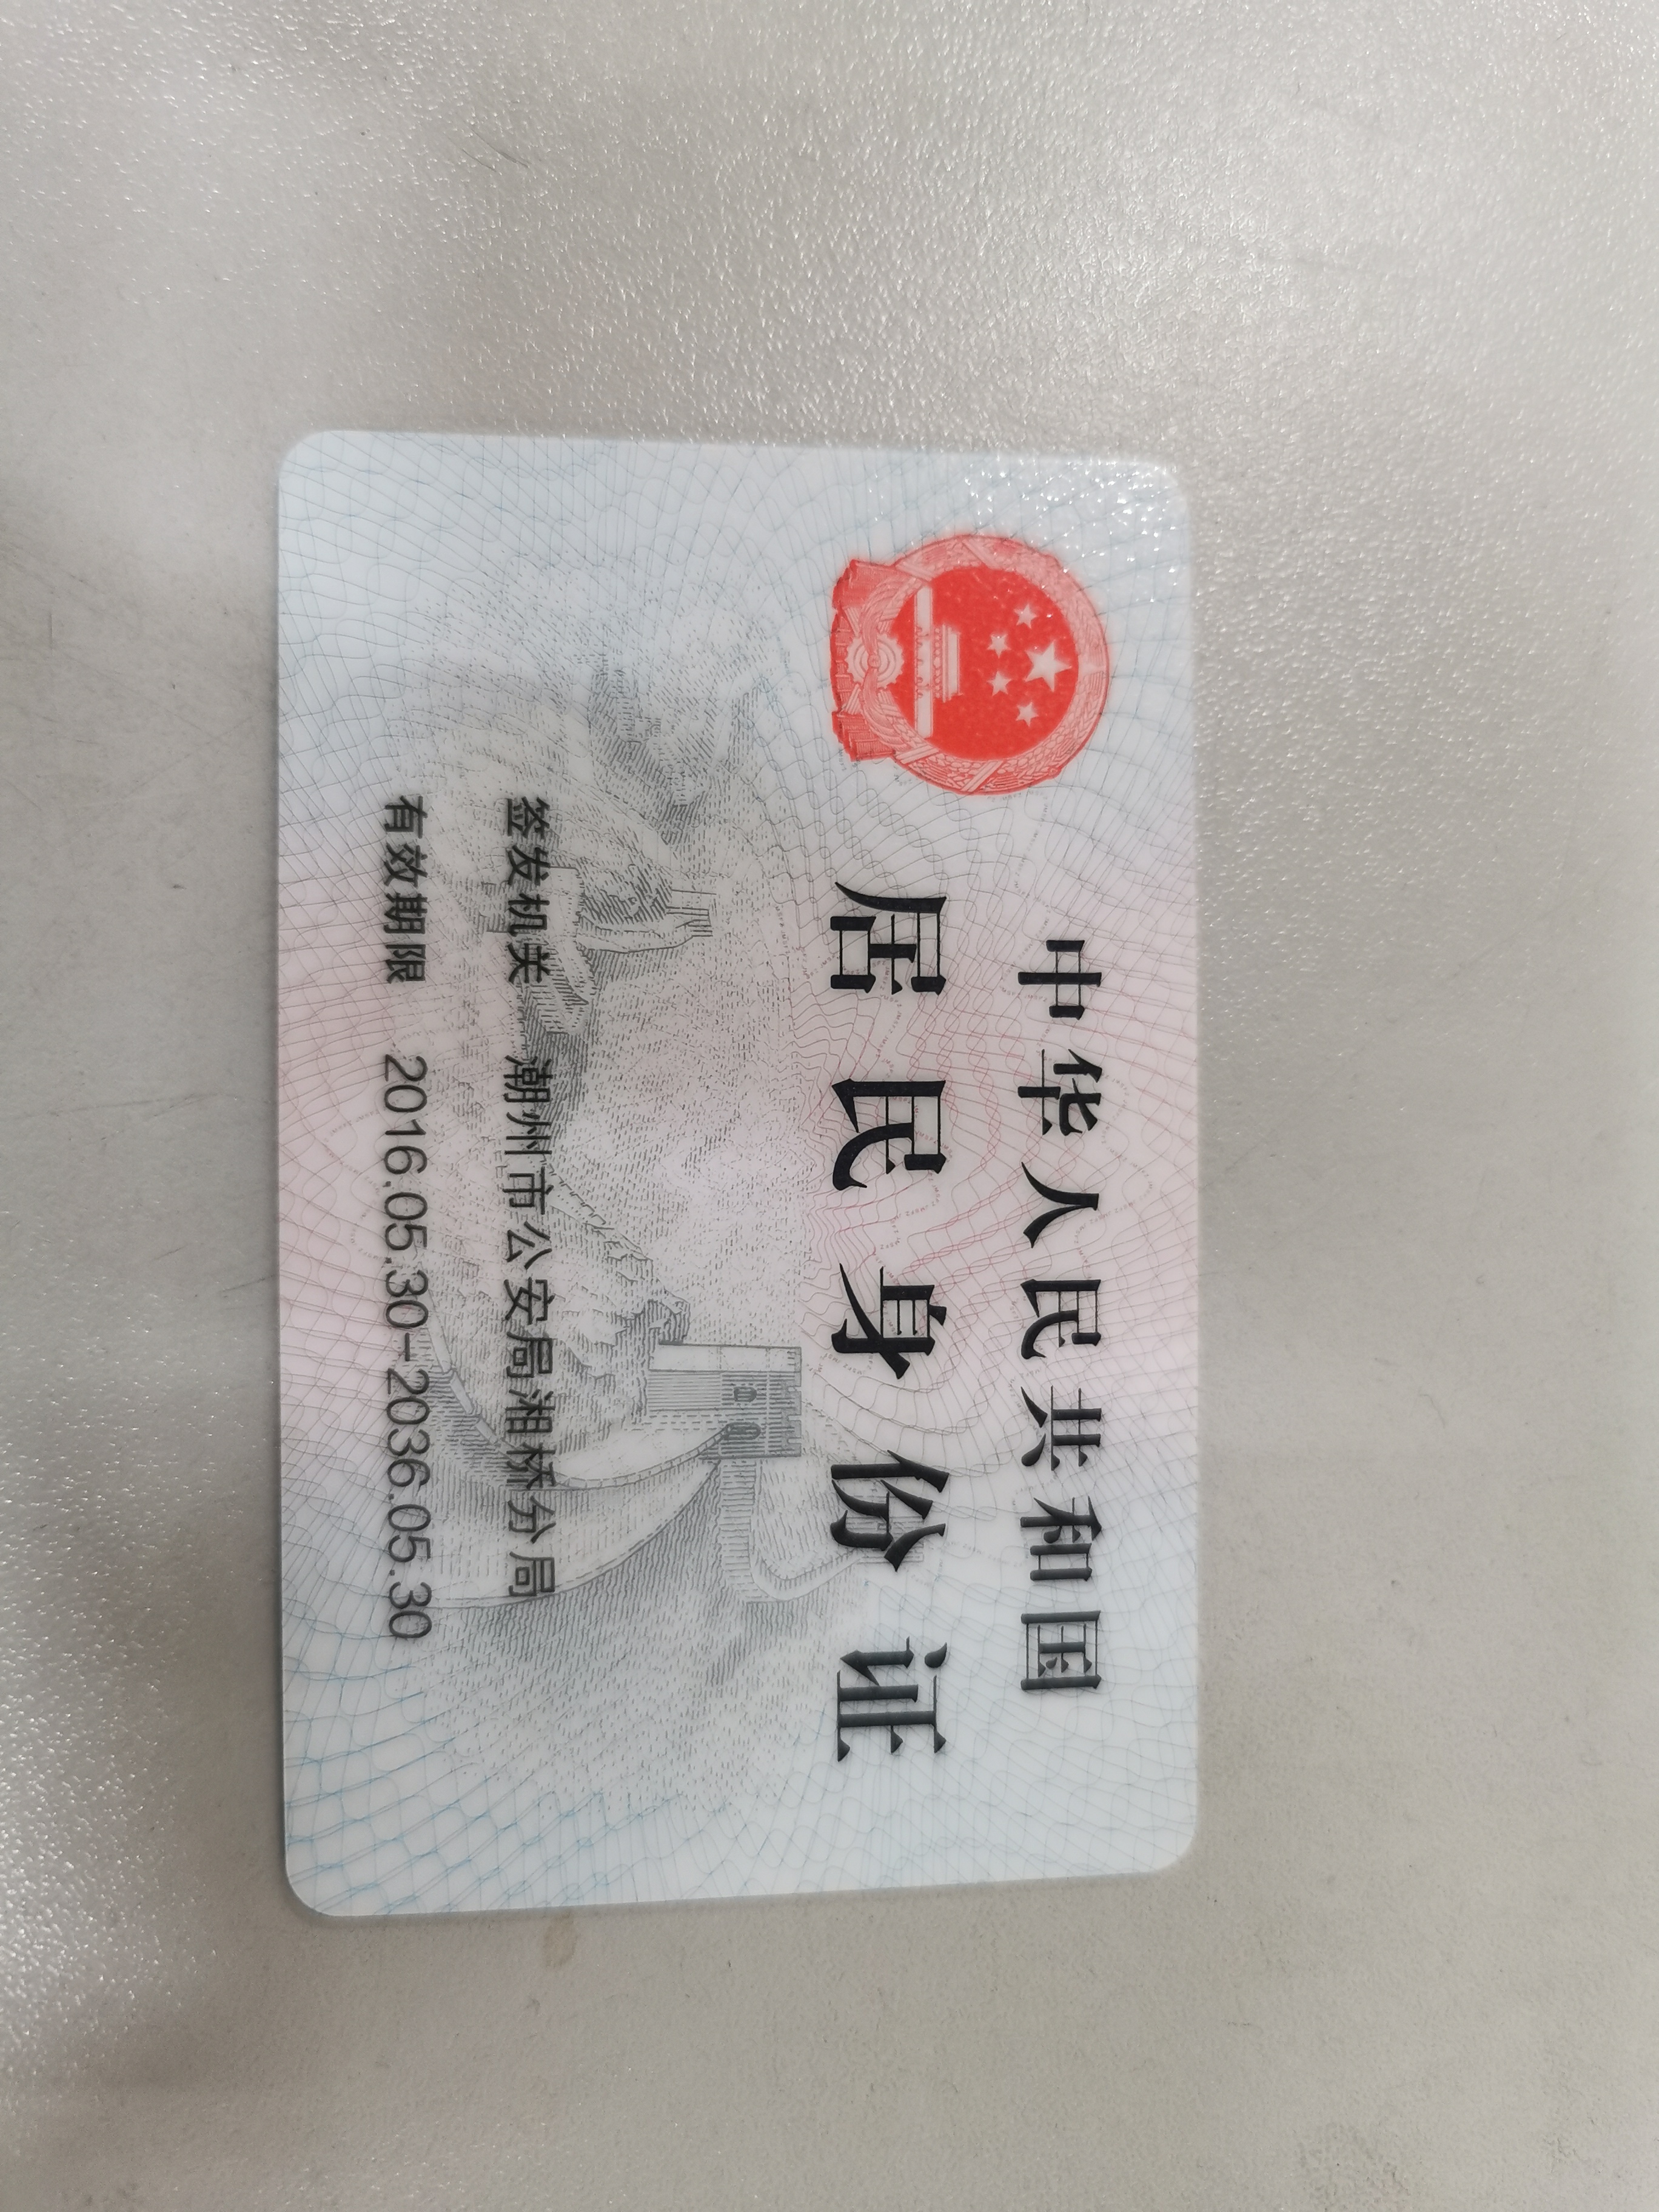 中华人民共和国
居民身份证
签发机关 潮州市公安局湘桥分局
有效期限 2016.05.30-2036.05.30